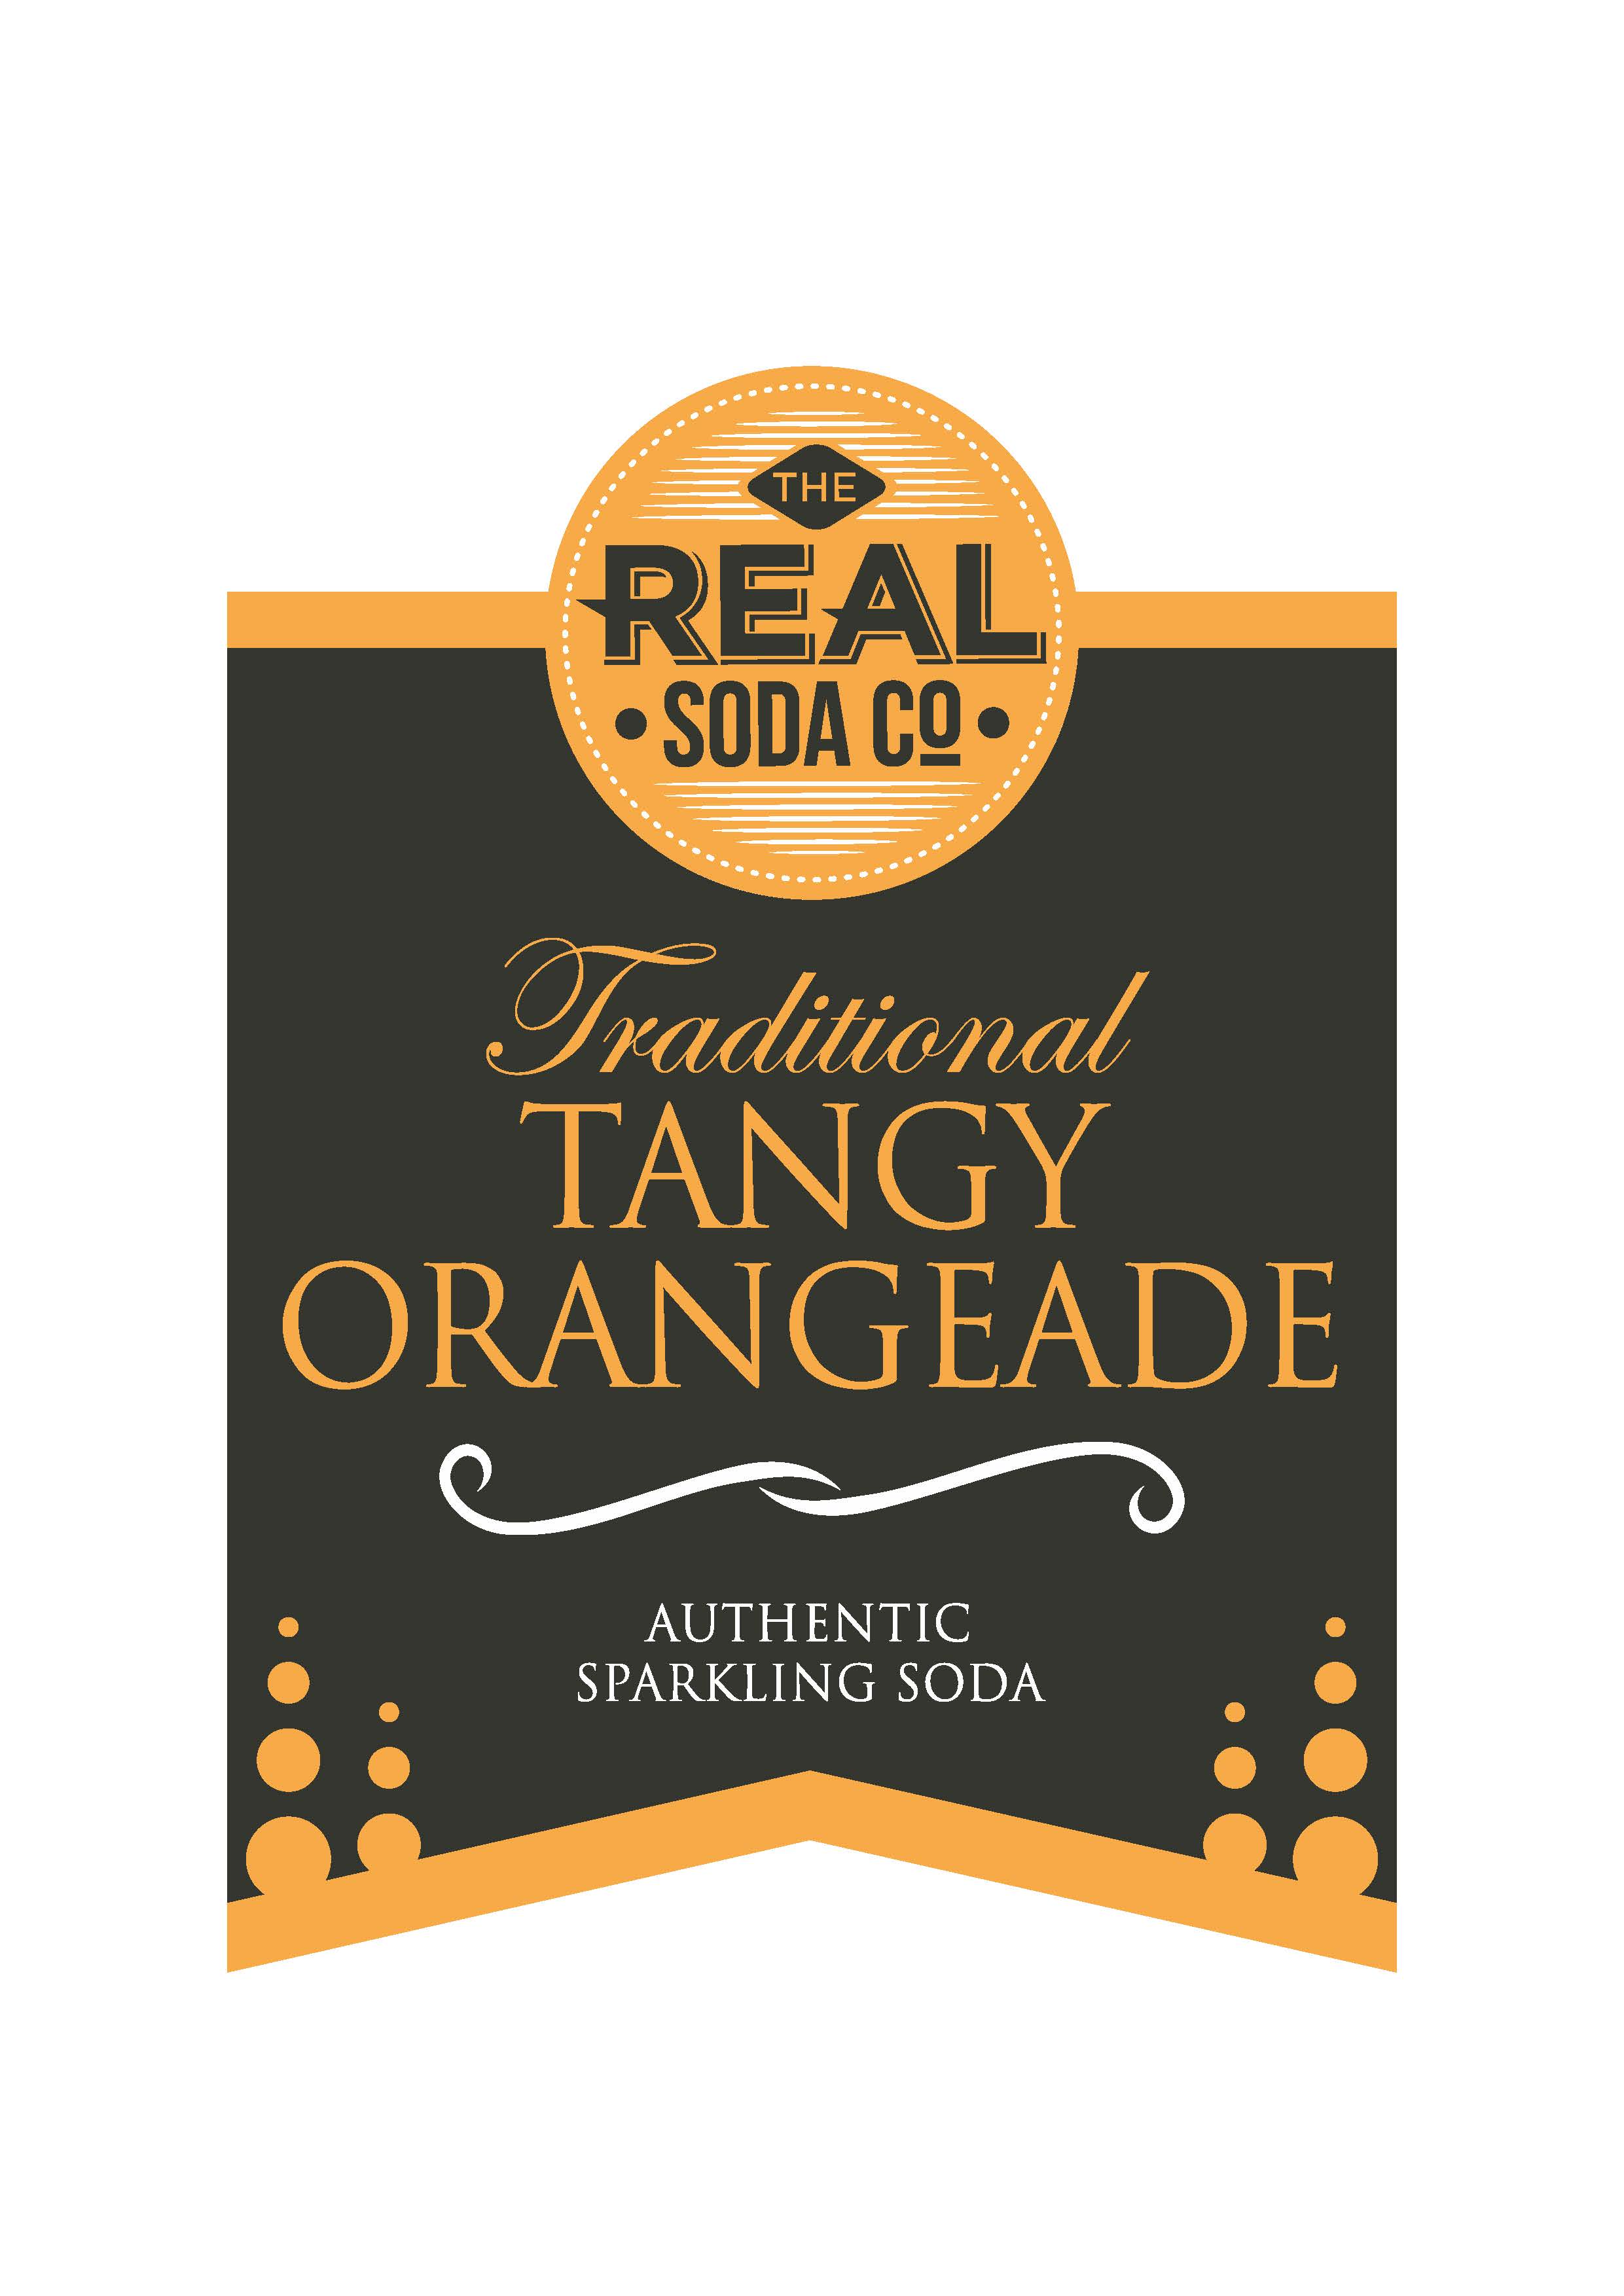 THE
REAL
SODA CO
Traditional
TANGY
ORANGEADE
AUTHENTIC
SPARKLING SODA